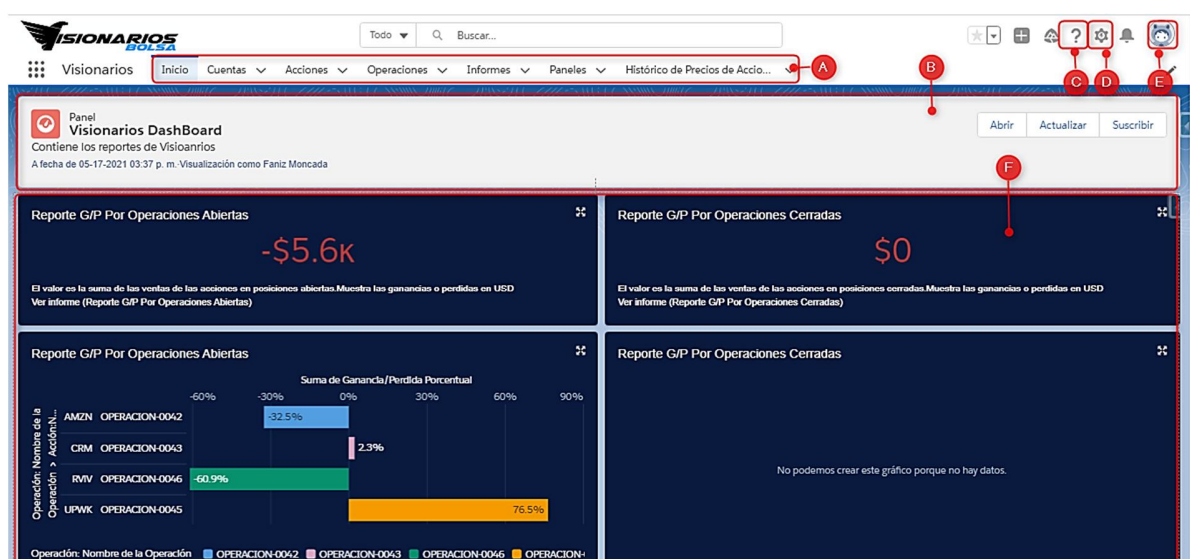 VISIONARIOS
BOLSA
Todo
Buscar...
Visionarios
Inicio Cuentas Acciones Operaciones Informes Paneles Histórico de Precios de Accio...
A
B
C
D
E
Panel
Visionarios DashBoard
Contiene los reportes de Visioanrios
A fecha de 05-17-2021 03:37 p. m.·Visualización como Faniz Moncada
Abrir Actualizar Suscribir
F
Reporte G/P Por Operaciones Abiertas
-$5.6K
El valor es la suma de las ventas de las acciones en posiciones abiertas.Muestra las ganancias o perdidas en USD
Ver informe (Reporte G/P Por Operaciones Abiertas)
Reporte G/P Por Operaciones Cerradas
$0
El valor es la suma de las ventas de las acciones en posiciones cerradas.Muestra las ganancias o perdidas en USD
Ver informe (Reporte G/P Por Operaciones Cerradas)
Reporte G/P Por Operaciones Abiertas
Suma de Ganancia/Perdida Porcentual
-60% -30% 0% 30% 60% 90%
Operación: Nombre de la
Operación > Acción:N...
AMZN OPERACION-0042 -32.5%
CRM OPERACION-0043 2.3%
RVIV OPERACION-0046 -60.9%
UPWK OPERACION-0045 76.5%
Operación: Nombre de la Operación OPERACION-0042 OPERACION-0043 OPERACION-0046 OPERACION-
Reporte G/P Por Operaciones Cerradas
No podemos crear este gráfico porque no hay datos.